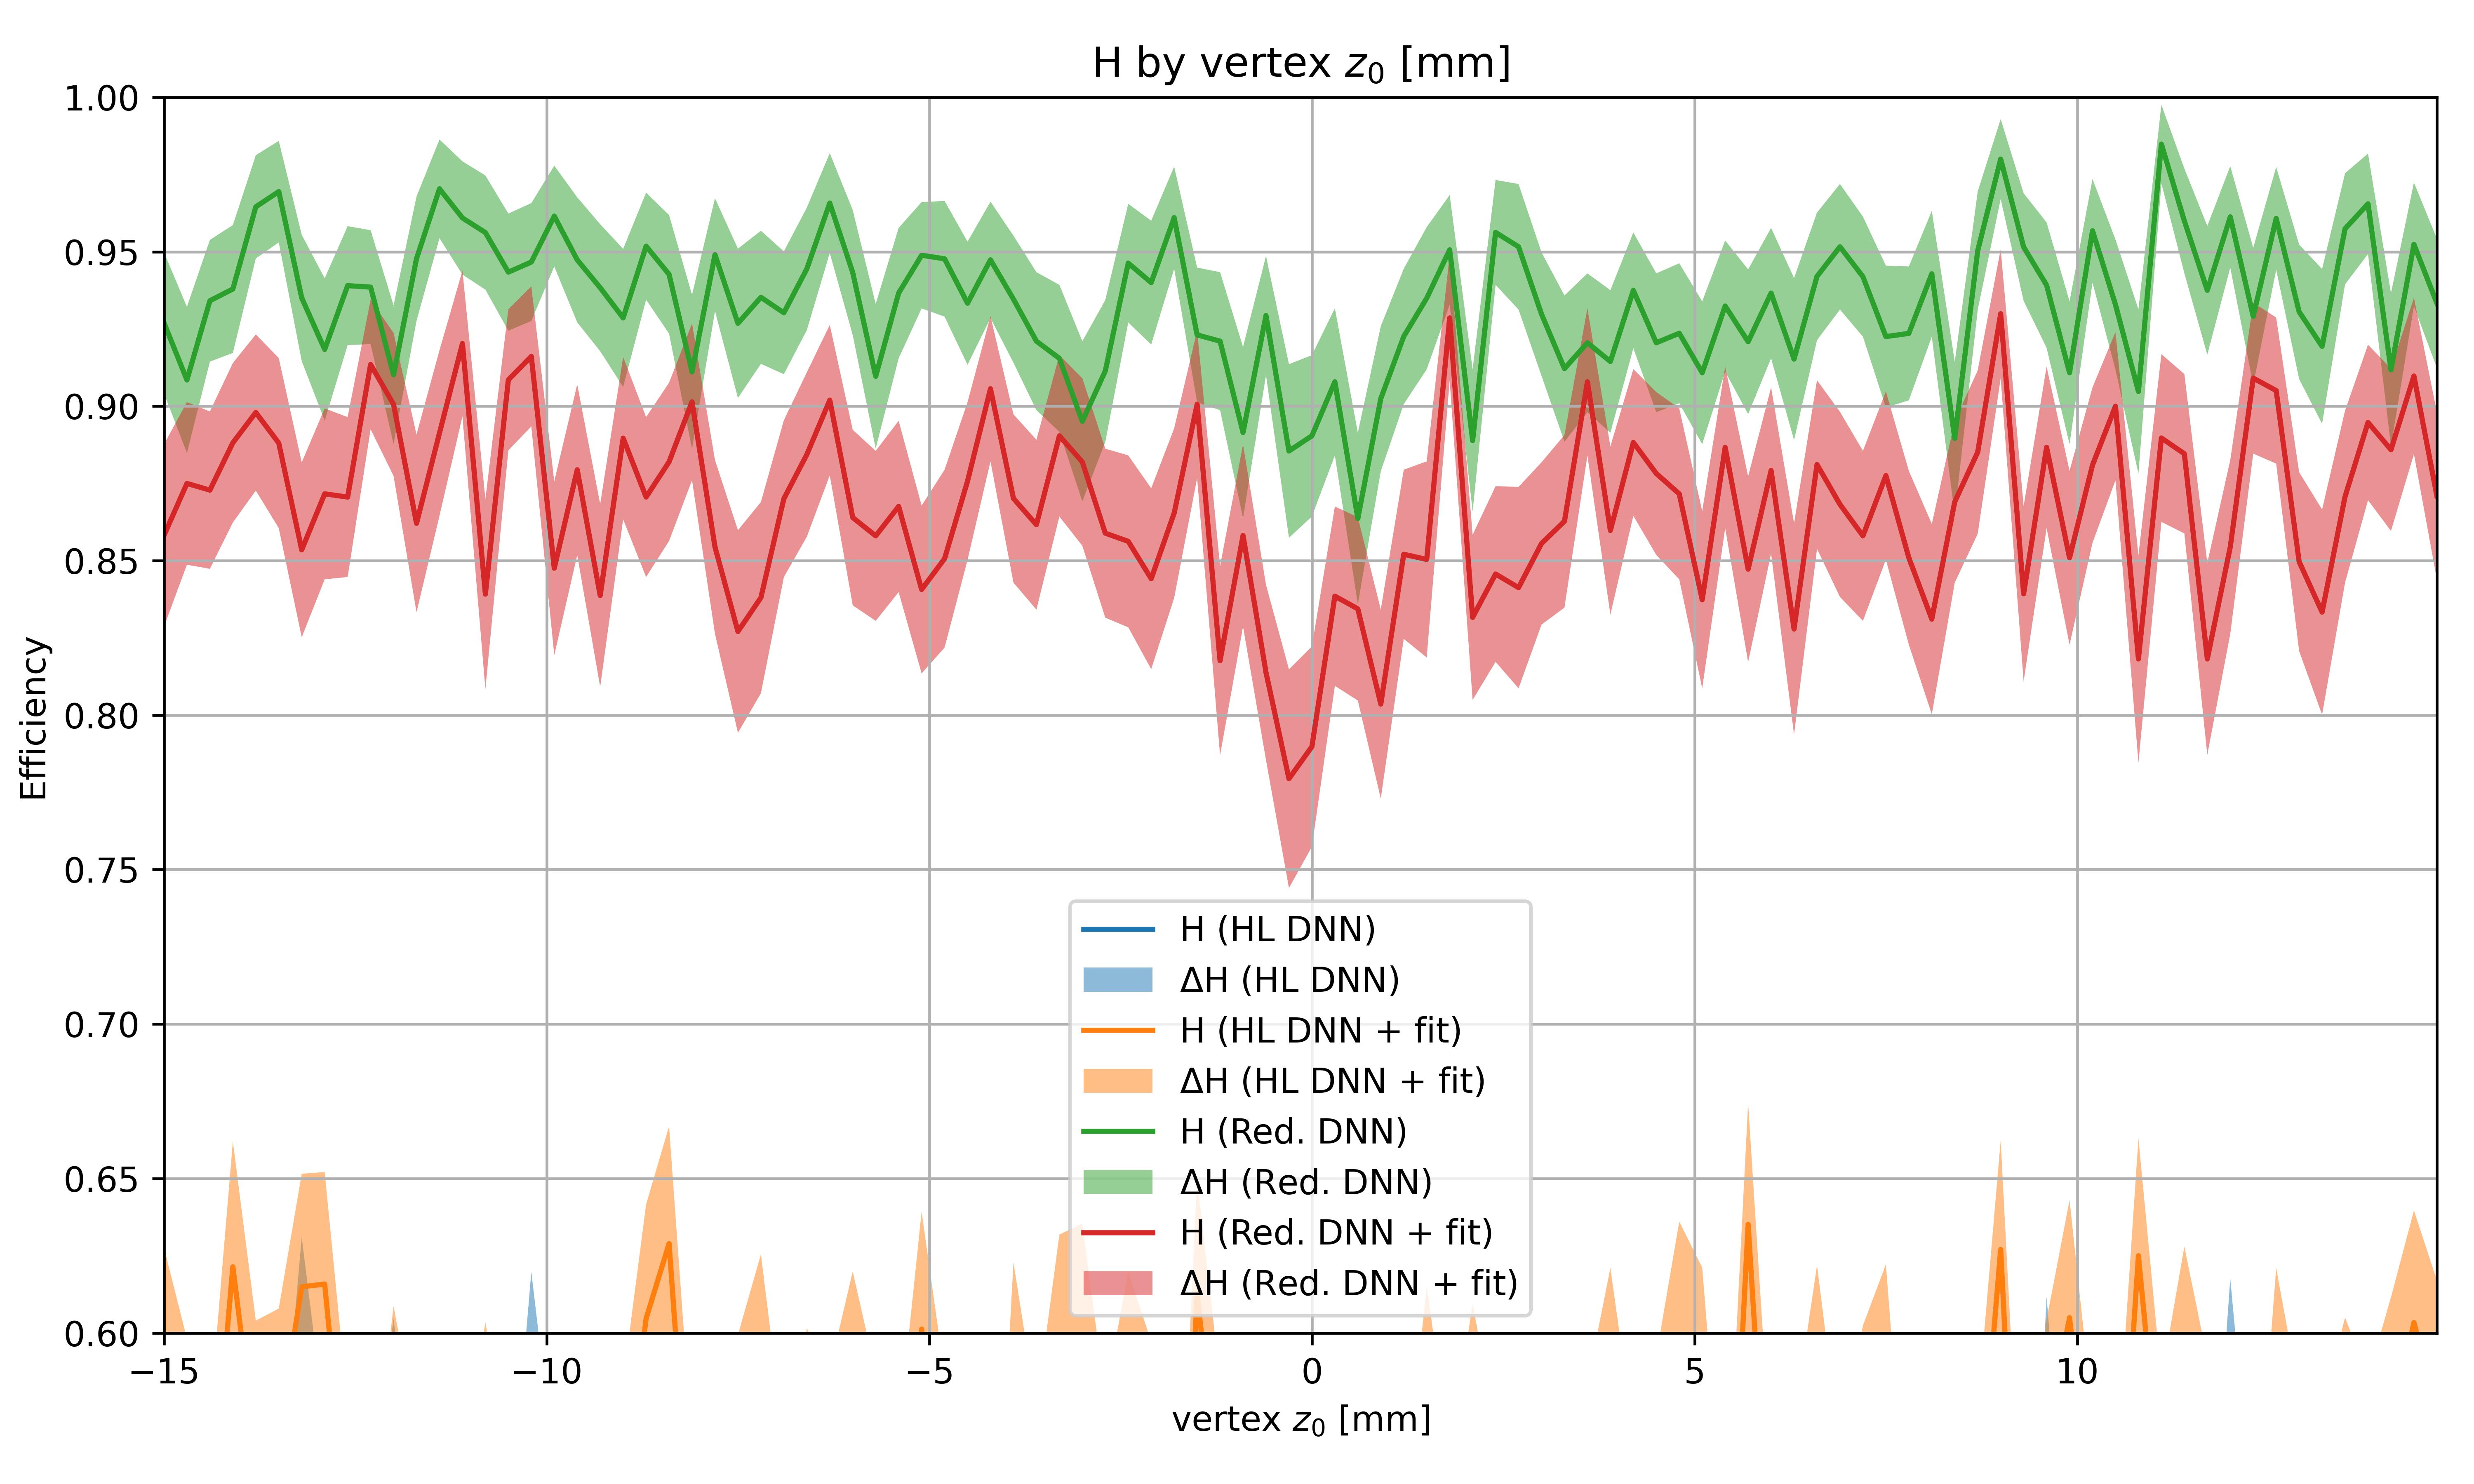 H by vertex z₀ [mm]
1.00
0.95
0.90
0.85
0.80
0.75
0.70
0.65
0.60
Efficiency
H (HL DNN)
ΔH (HL DNN)
H (HL DNN + fit)
ΔH (HL DNN + fit)
H (Red. DNN)
ΔH (Red. DNN)
H (Red. DNN + fit)
ΔH (Red. DNN + fit)
−15 −10 −5 0 5 10
vertex z₀ [mm]